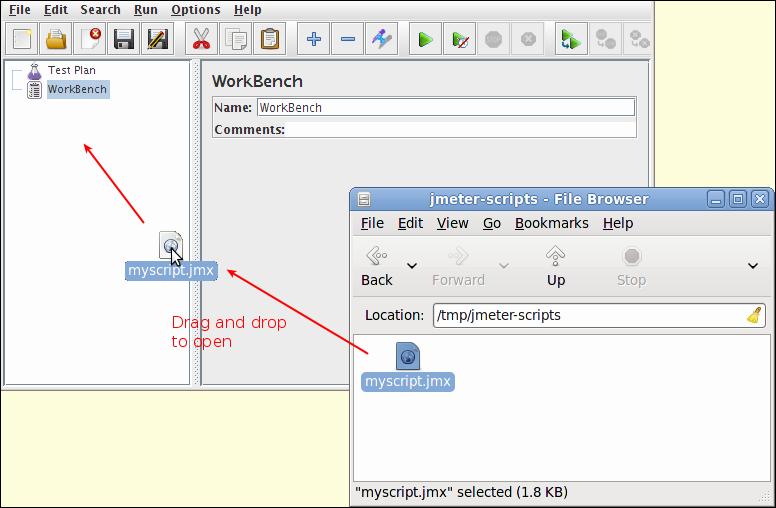 File Edit Search Run Options Help
Test Plan
WorkBench
WorkBench
Name: WorkBench
Comments:
myscript.jmx
Drag and drop
to open
jmeter-scripts - File Browser
File Edit View Go Bookmarks Help
Back Forward Up Stop
Location: /tmp/jmeter-scripts
myscript.jmx
"myscript.jmx" selected (1.8 KB)